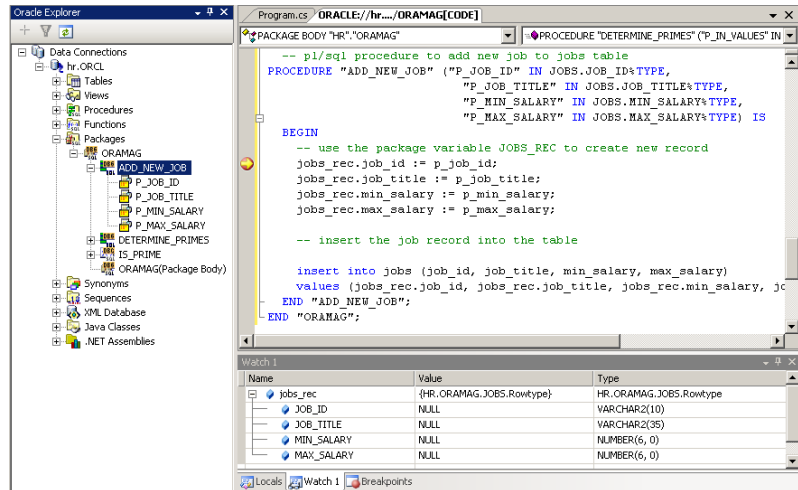 Oracle Explorer
Data Connections
hr.ORCL
Tables
Views
Procedures
Functions
Packages
ORAMAG
ADD_NEW_JOB
P_JOB_ID
P_JOB_TITLE
P_MIN_SALARY
P_MAX_SALARY
DETERMINE_PRIMES
IS_PRIME
ORAMAG(Package Body)
Synonyms
Sequences
XML Database
Java Classes
.NET Assemblies
Program.cs ORACLE://hr..../ORAMAG[CODE]
PACKAGE BODY "HR"."ORAMAG" PROCEDURE "DETERMINE_PRIMES" ("P_IN_VALUES" IN
-- pl/sql procedure to add new job to jobs table
PROCEDURE "ADD_NEW_JOB" ("P_JOB_ID" IN JOBS.JOB_ID%TYPE,
"P_JOB_TITLE" IN JOBS.JOB_TITLE%TYPE,
"P_MIN_SALARY" IN JOBS.MIN_SALARY%TYPE,
"P_MAX_SALARY" IN JOBS.MAX_SALARY%TYPE) IS
BEGIN
-- use the package variable JOBS_REC to create new record
jobs_rec.job_id := p_job_id;
jobs_rec.job_title := p_job_title;
jobs_rec.min_salary := p_min_salary;
jobs_rec.max_salary := p_max_salary;
-- insert the job record into the table
insert into jobs (job_id, job_title, min_salary, max_salary)
values (jobs_rec.job_id, jobs_rec.job_title, jobs_rec.min_salary, jo
END "ADD_NEW_JOB";
END "ORAMAG";
Watch 1
Name Value Type
jobs_rec {HR.ORAMAG.JOBS.Rowtype} HR.ORAMAG.JOBS.Rowtype
JOB_ID NULL VARCHAR2(10)
JOB_TITLE NULL VARCHAR2(35)
MIN_SALARY NULL NUMBER(6, 0)
MAX_SALARY NULL NUMBER(6, 0)
Locals Watch 1 Breakpoints